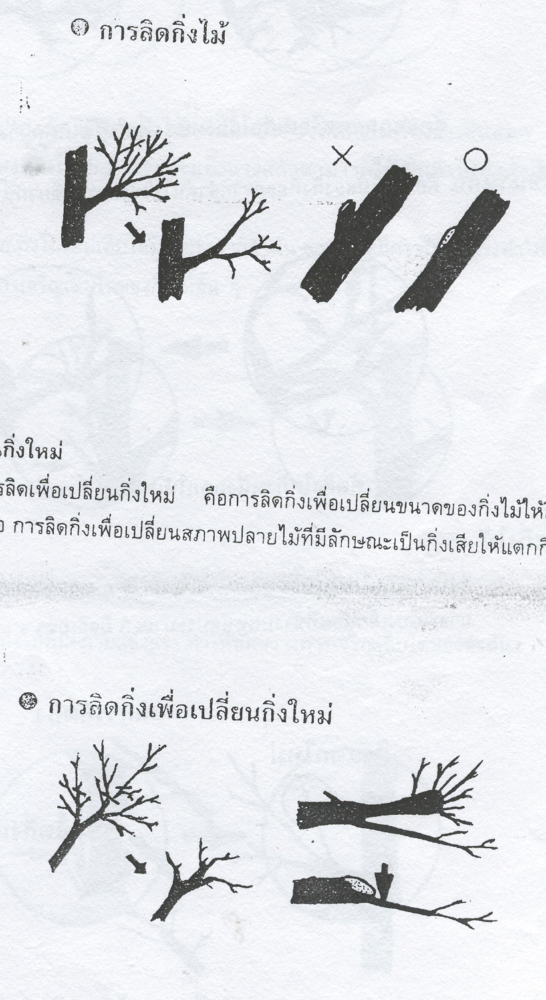 การลิดกิ่งไม้
กิ่งใหม่
ลิดเพื่อเปลี่ยนกิ่งใหม่ คือการลิดกิ่งเพื่อเปลี่ยนขนาดของกิ่งไม้ให้
การลิดกิ่งเพื่อเปลี่ยนสภาพปลายไม้ที่มีลักษณะเป็นกิ่งเสียให้แตก
การลิดกิ่งเพื่อเปลี่ยนกิ่งใหม่